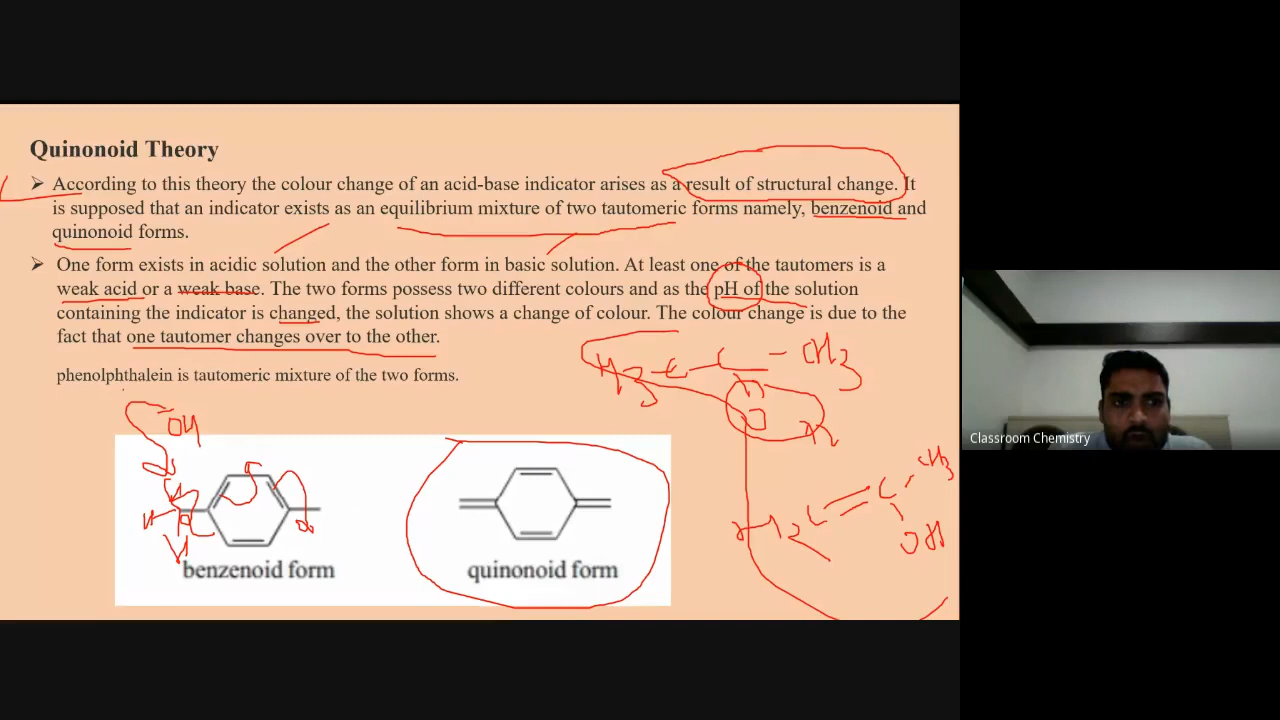 Quinonoid Theory
According to this theory the colour change of an acid-base indicator arises as a result of structural change. It
is supposed that an indicator exists as an equilibrium mixture of two tautomeric forms namely, benzenoid and
quinonoid forms.
One form exists in acidic solution and the other form in basic solution. At least one of the tautomers is a
weak acid or a weak base. The two forms possess two different colours and as the pH of the solution
containing the indicator is changed, the solution shows a change of colour. The colour change is due to the
fact that one tautomer changes over to the other.
phenolphthalein is tautomeric mixture of the two forms.
CH3
H3 C C
OH
CH3
C
H2 C
OH
benzenoid form
quinonoid form
Classroom Chemistry